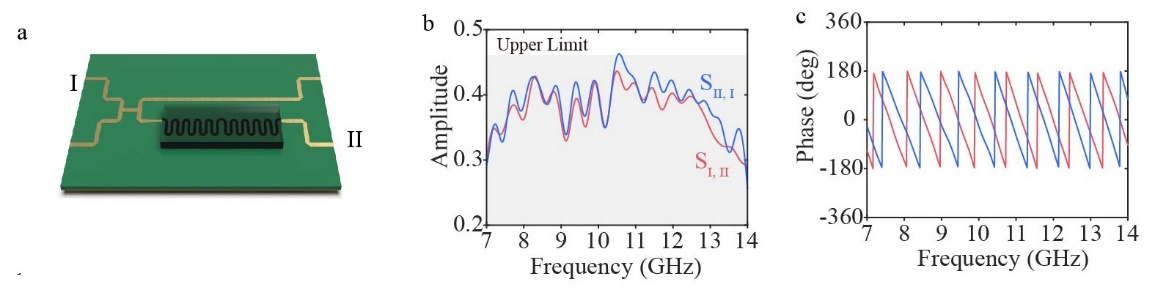 a
I
II
b
0.5
0.4
0.3
0.2
Amplitude
Upper Limit
S II, I
S I, II
7 8 9 10 11 12 13 14
Frequency (GHz)
c
360
180
0
-180
-360
Phase (deg)
7 8 9 10 11 12 13 14
Frequency (GHz)